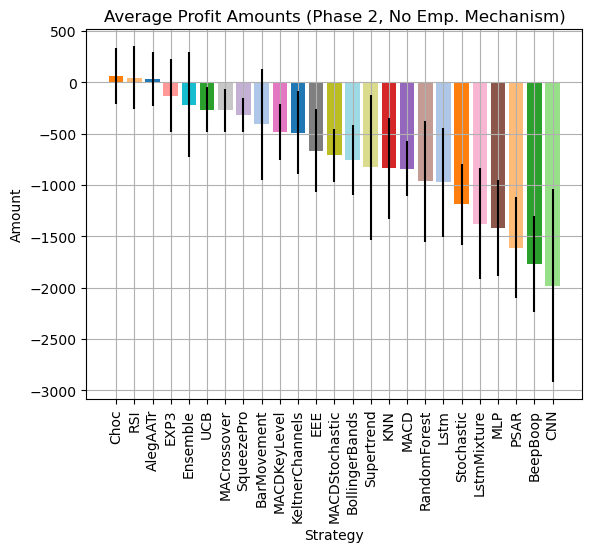 Average Profit Amounts (Phase 2, No Emp. Mechanism)
500
0
−500
−1000
−1500
−2000
−2500
−3000
Amount
Choc
RSI
AlegAATr
EXP3
Ensemble
UCB
MACrossover
SqueezePro
BarMovement
MACDKeyLevel
KeltnerChannels
EEE
MACDStochastic
BollingerBands
Supertrend
KNN
MACD
RandomForest
Lstm
Stochastic
LstmMixture
MLP
PSAR
BeepBoop
CNN
Strategy